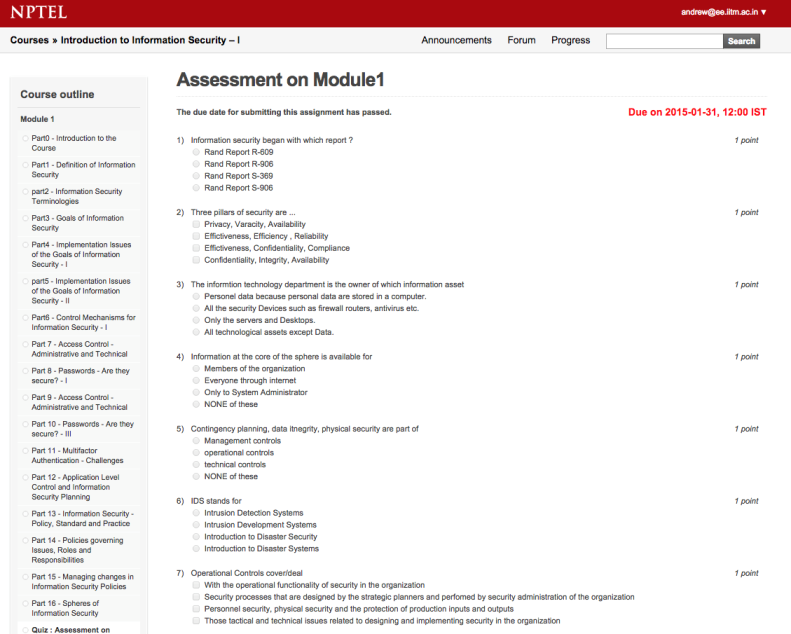 NPTEL
andrew@ee.iitm.ac.in ▼
Courses » Introduction to Information Security – I
Announcements Forum Progress Search
Course outline
Module 1
Part0 - Introduction to the
Course
Part1 - Definition of Information
Security
part2 - Information Security
Terminologies
Part3 - Goals of Information
Security
Part4 - Implementation Issues
of the Goals of Information
Security - I
part5 - Implementation Issues
of the Goals of Information
Security - II
Part6 - Control Mechanisms for
Information Security - I
Part 7 - Access Control -
Administrative and Technical
Part 8 - Passwords - Are they
secure? - I
Part 9 - Access Control -
Administrative and Technical
Part 10 - Passwords - Are they
secure? - III
Part 11 - Multifactor
Authentication - Challenges
Part 12 - Application Level
Control and Information
Security Planning
Part 13 - Information Security -
Policy, Standard and Practice
Part 14 - Policies governing
Issues, Roles and
Responsibilities
Part 15 - Managing changes in
Information Security Policies
Part 16 - Spheres of
Information Security
Quiz : Assessment on
Assessment on Module1
The due date for submitting this assignment has passed.
Due on 2015-01-31, 12:00 IST
1) Information security began with which report ? 1 point
Rand Report R-609
Rand Report R-906
Rand Report S-369
Rand Report S-906
2) Three pillars of security are ... 1 point
Privacy, Varacity, Availability
Effictiveness, Efficiency , Reliability
Effictiveness, Confidentiality, Compliance
Confidentiality, Integrity, Availability
3) The informtion technology department is the owner of which information asset 1 point
Personel data because personal data are stored in a computer.
All the security Devices such as firewall routers, antivirus etc.
Only the servers and Desktops.
All technological assets except Data.
4) Information at the core of the sphere is available for 1 point
Members of the organization
Everyone through internet
Only to System Administrator
NONE of these
5) Contingency planning, data itnegrity, physical security are part of 1 point
Management controls
operational controls
technical controls
NONE of these
6) IDS stands for 1 point
Intrusion Detection Systems
Intrusion Development Systems
Introduction to Disaster Security
Introduction to Disaster Systems
7) Operational Controls cover/deal 1 point
With the operational functionality of security in the organization
Security processes that are designed by the strategic planners and perfomed by security administration of the organization
Personnel security, physical security and the protection of production inputs and outputs
Those tactical and technical issues related to designing and implementing security in the organization